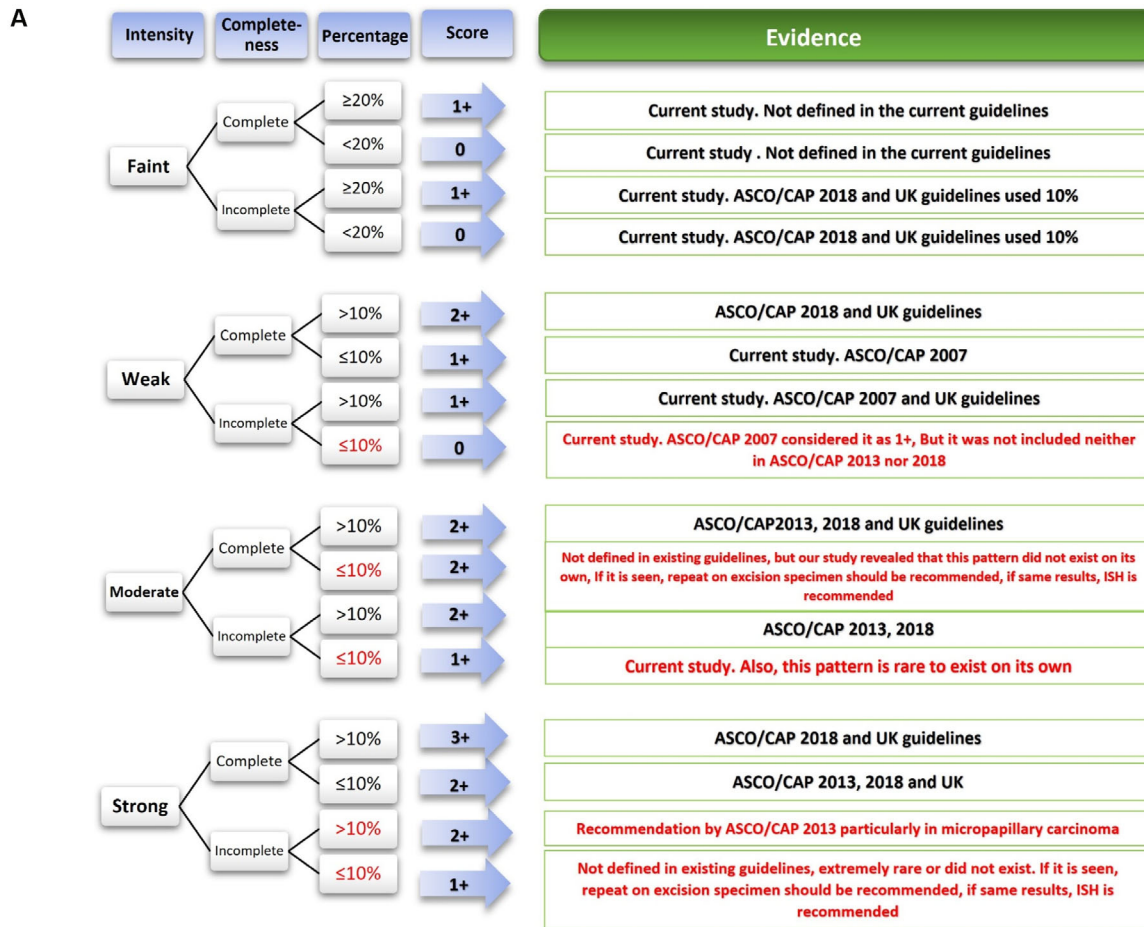 A
Intensity
Complete-
ness
Percentage
Score
Evidence
Faint
Complete
≥20%
1+
Current study. Not defined in the current guidelines
<20%
0
Current study . Not defined in the current guidelines
Incomplete
≥20%
1+
Current study. ASCO/CAP 2018 and UK guidelines used 10%
<20%
0
Current study. ASCO/CAP 2018 and UK guidelines used 10%
Weak
Complete
>10%
2+
ASCO/CAP 2018 and UK guidelines
≤10%
1+
Current study. ASCO/CAP 2007
Incomplete
>10%
1+
Current study. ASCO/CAP 2007 and UK guidelines
≤10%
0
Current study. ASCO/CAP 2007 considered it as 1+, But it was not included neither
in ASCO/CAP 2013 nor 2018
Moderate
Complete
>10%
2+
ASCO/CAP2013, 2018 and UK guidelines
≤10%
2+
Not defined in existing guidelines, but our study revealed that this pattern did not exist on its
own, If it is seen, repeat on excision specimen should be recommended, if same results, ISH is
recommended
Incomplete
>10%
2+
ASCO/CAP 2013, 2018
≤10%
1+
Current study. Also, this pattern is rare to exist on its own
Strong
Complete
>10%
3+
ASCO/CAP 2018 and UK guidelines
≤10%
2+
ASCO/CAP 2013, 2018 and UK
Incomplete
>10%
2+
Recommendation by ASCO/CAP 2013 particularly in micropapillary carcinoma
≤10%
1+
Not defined in existing guidelines, extremely rare or did not exist. If it is seen,
repeat on excision specimen should be recommended, if same results, ISH is
recommended